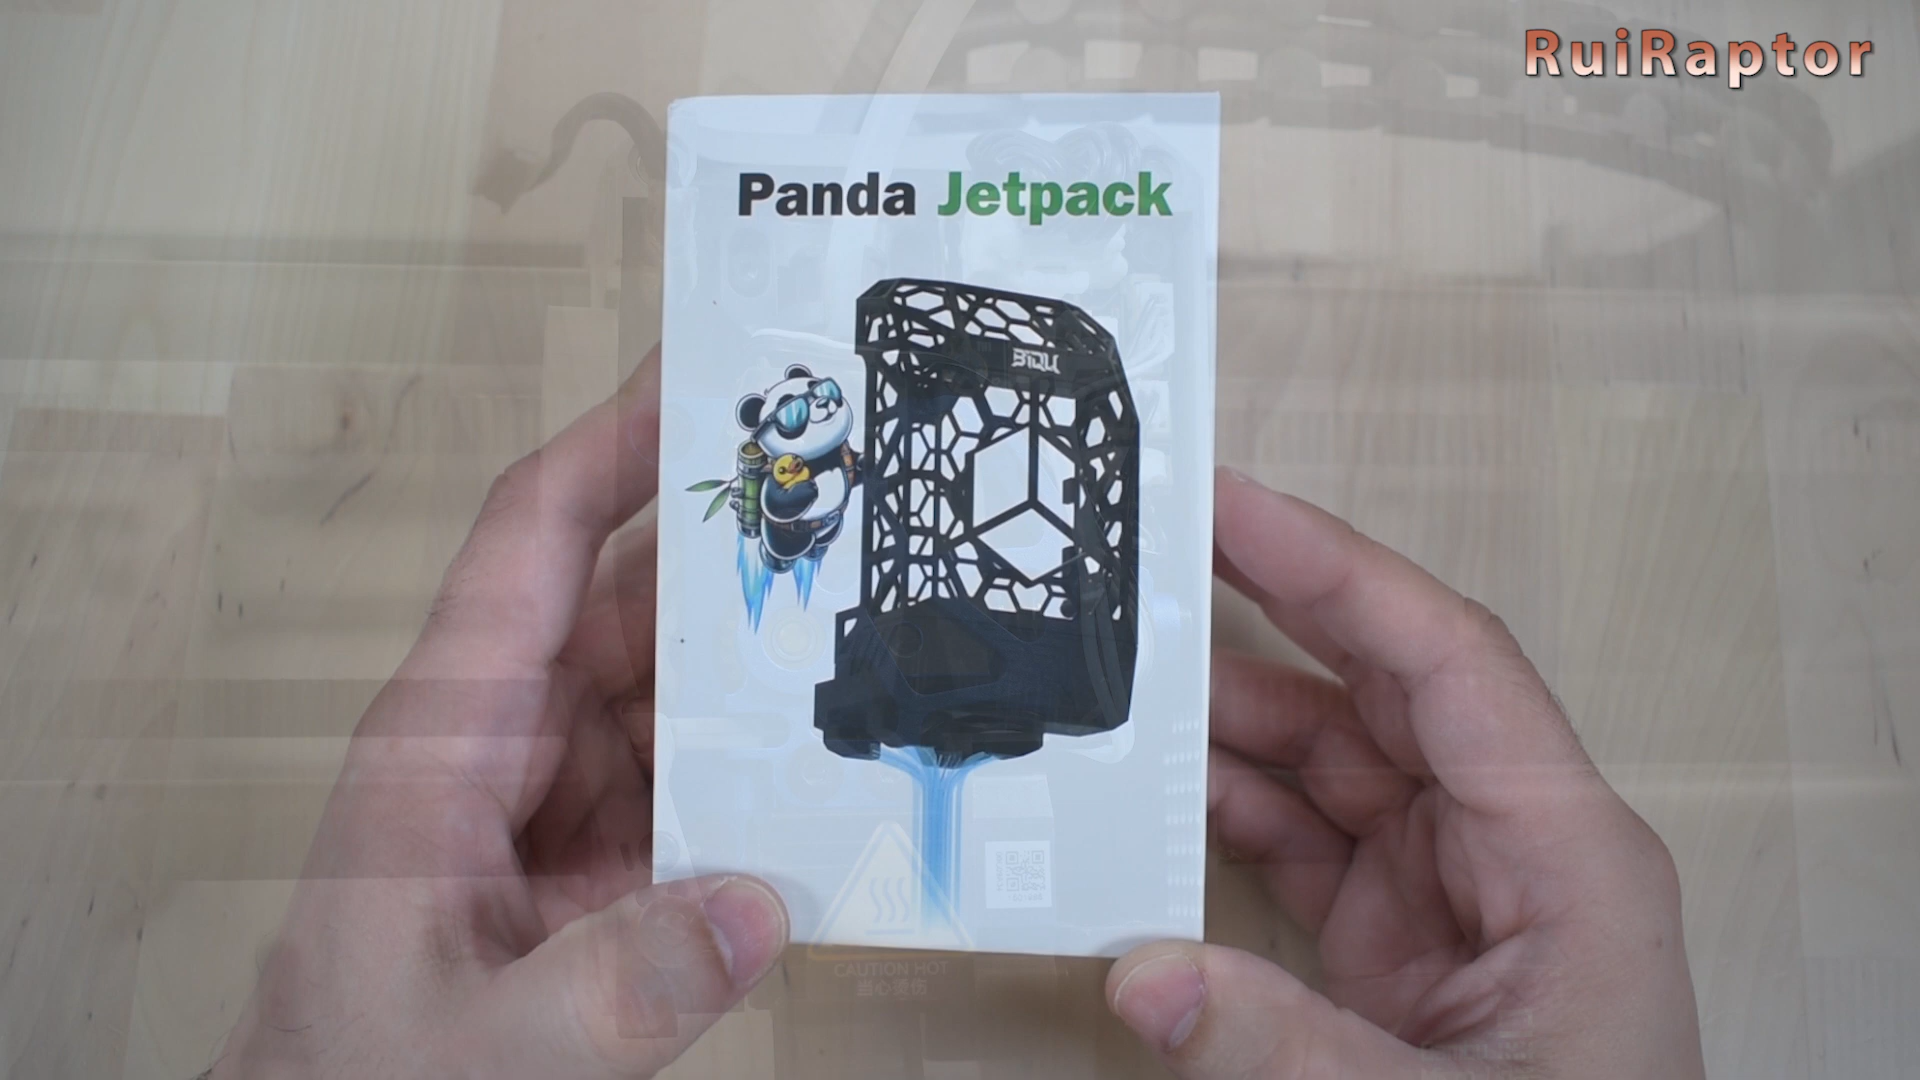 RuiRaptor
Panda Jetpack
BIQU
CAUTION HOT
当心烫伤